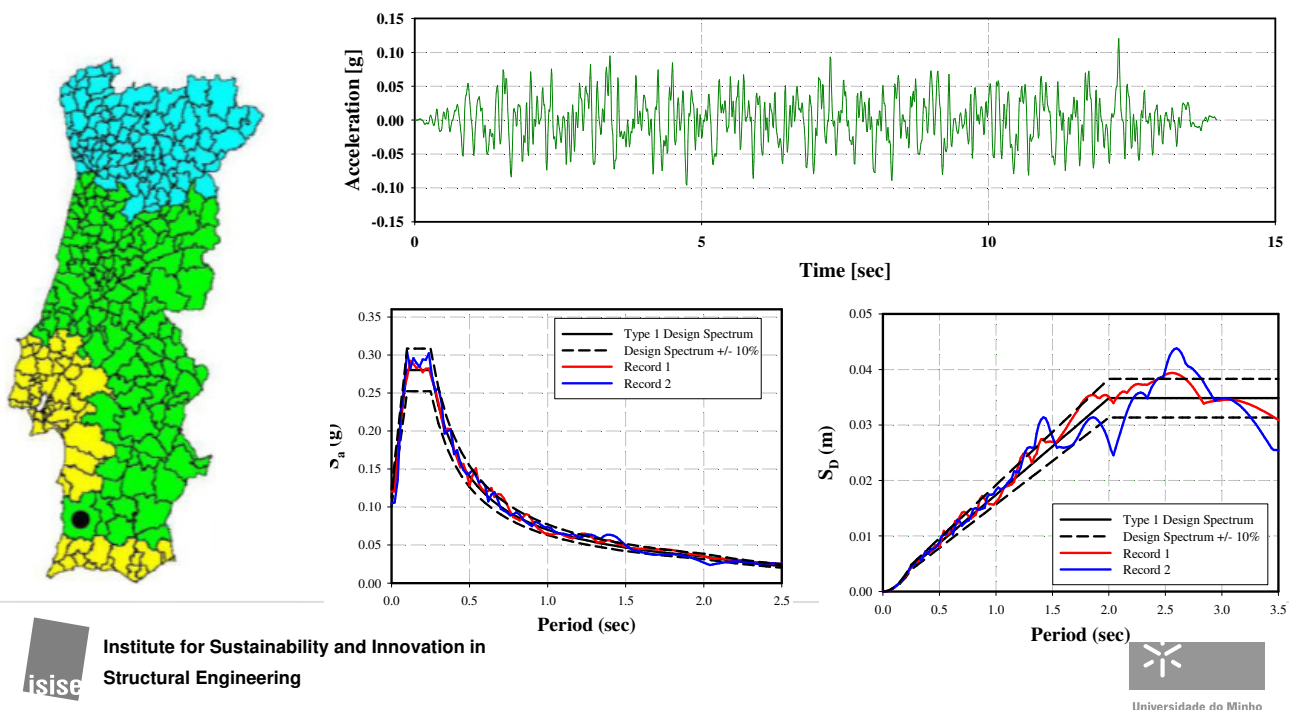 0.15
0.10
0.05
0.00
-0.05
-0.10
-0.15
Acceleration [g]
0
5
10
15
Time [sec]
0.35
0.30
0.25
0.20
0.15
0.10
0.05
0.00
Sa (g)
Type 1 Design Spectrum
Design Spectrum +/- 10%
Record 1
Record 2
0.0
0.5
1.0
1.5
2.0
2.5
Period (sec)
0.05
0.04
0.03
0.02
0.01
0.00
SD (m)
Type 1 Design Spectrum
Design Spectrum +/- 10%
Record 1
Record 2
0.0
0.5
1.0
1.5
2.0
2.5
3.0
3.5
Period (sec)
isise
Institute for Sustainability and Innovation in
Structural Engineering
Universidade do Minho